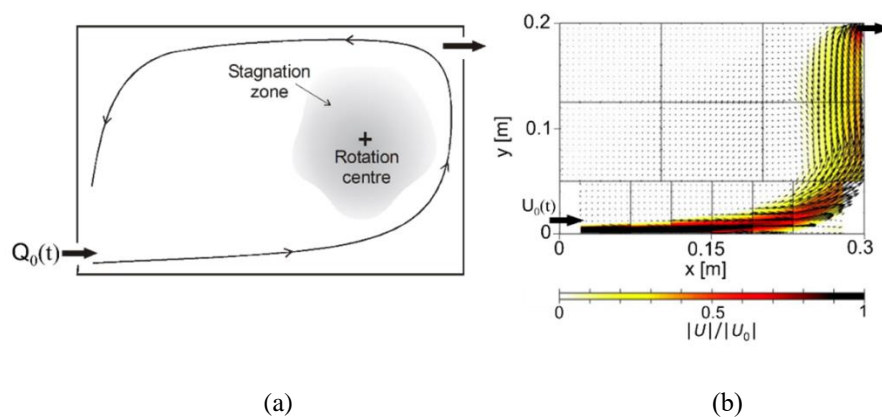 Stagnation
zone
+
Rotation
centre
Q₀(t)
(a)
(b)
0.2
y [m]
0.1
U₀(t)
0
0
0.15
0.3
x [m]
0
0.5
1
|U|/|U₀|